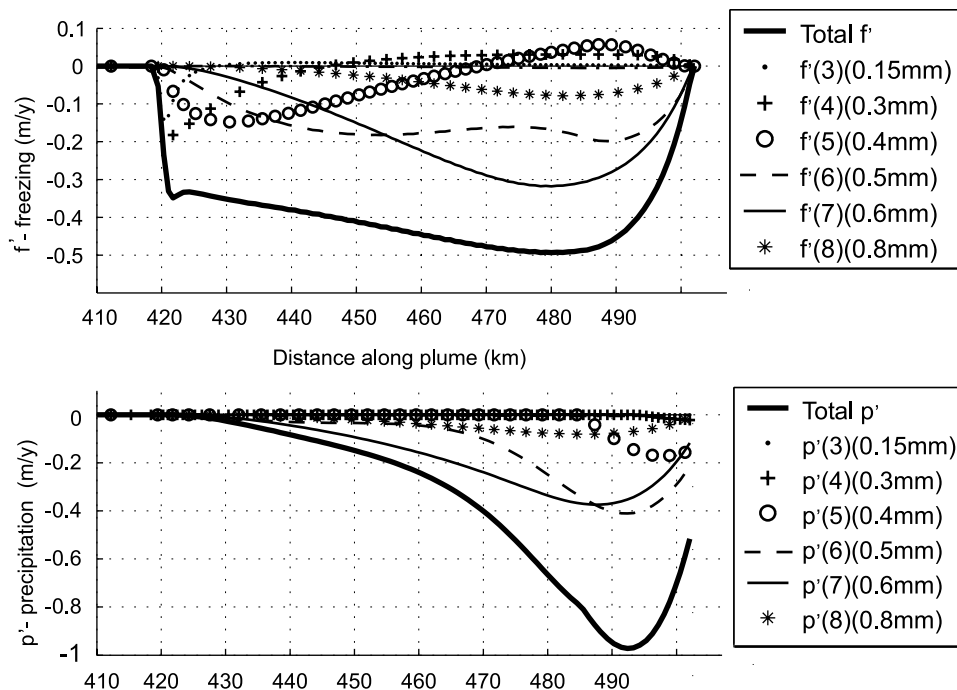 0.1
0
-0.1
-0.2
-0.3
-0.4
-0.5
f'- freezing (m/y)
410 420 430 440 450 460 470 480 490
Distance along plume (km)
Total f'
f'(3)(0.15mm)
f'(4)(0.3mm)
f'(5)(0.4mm)
f'(6)(0.5mm)
f'(7)(0.6mm)
f'(8)(0.8mm)
0
-0.2
-0.4
-0.6
-0.8
-1
p'- precipitation (m/y)
410 420 430 440 450 460 470 480 490
Total p'
p'(3)(0.15mm)
p'(4)(0.3mm)
p'(5)(0.4mm)
p'(6)(0.5mm)
p'(7)(0.6mm)
p'(8)(0.8mm)